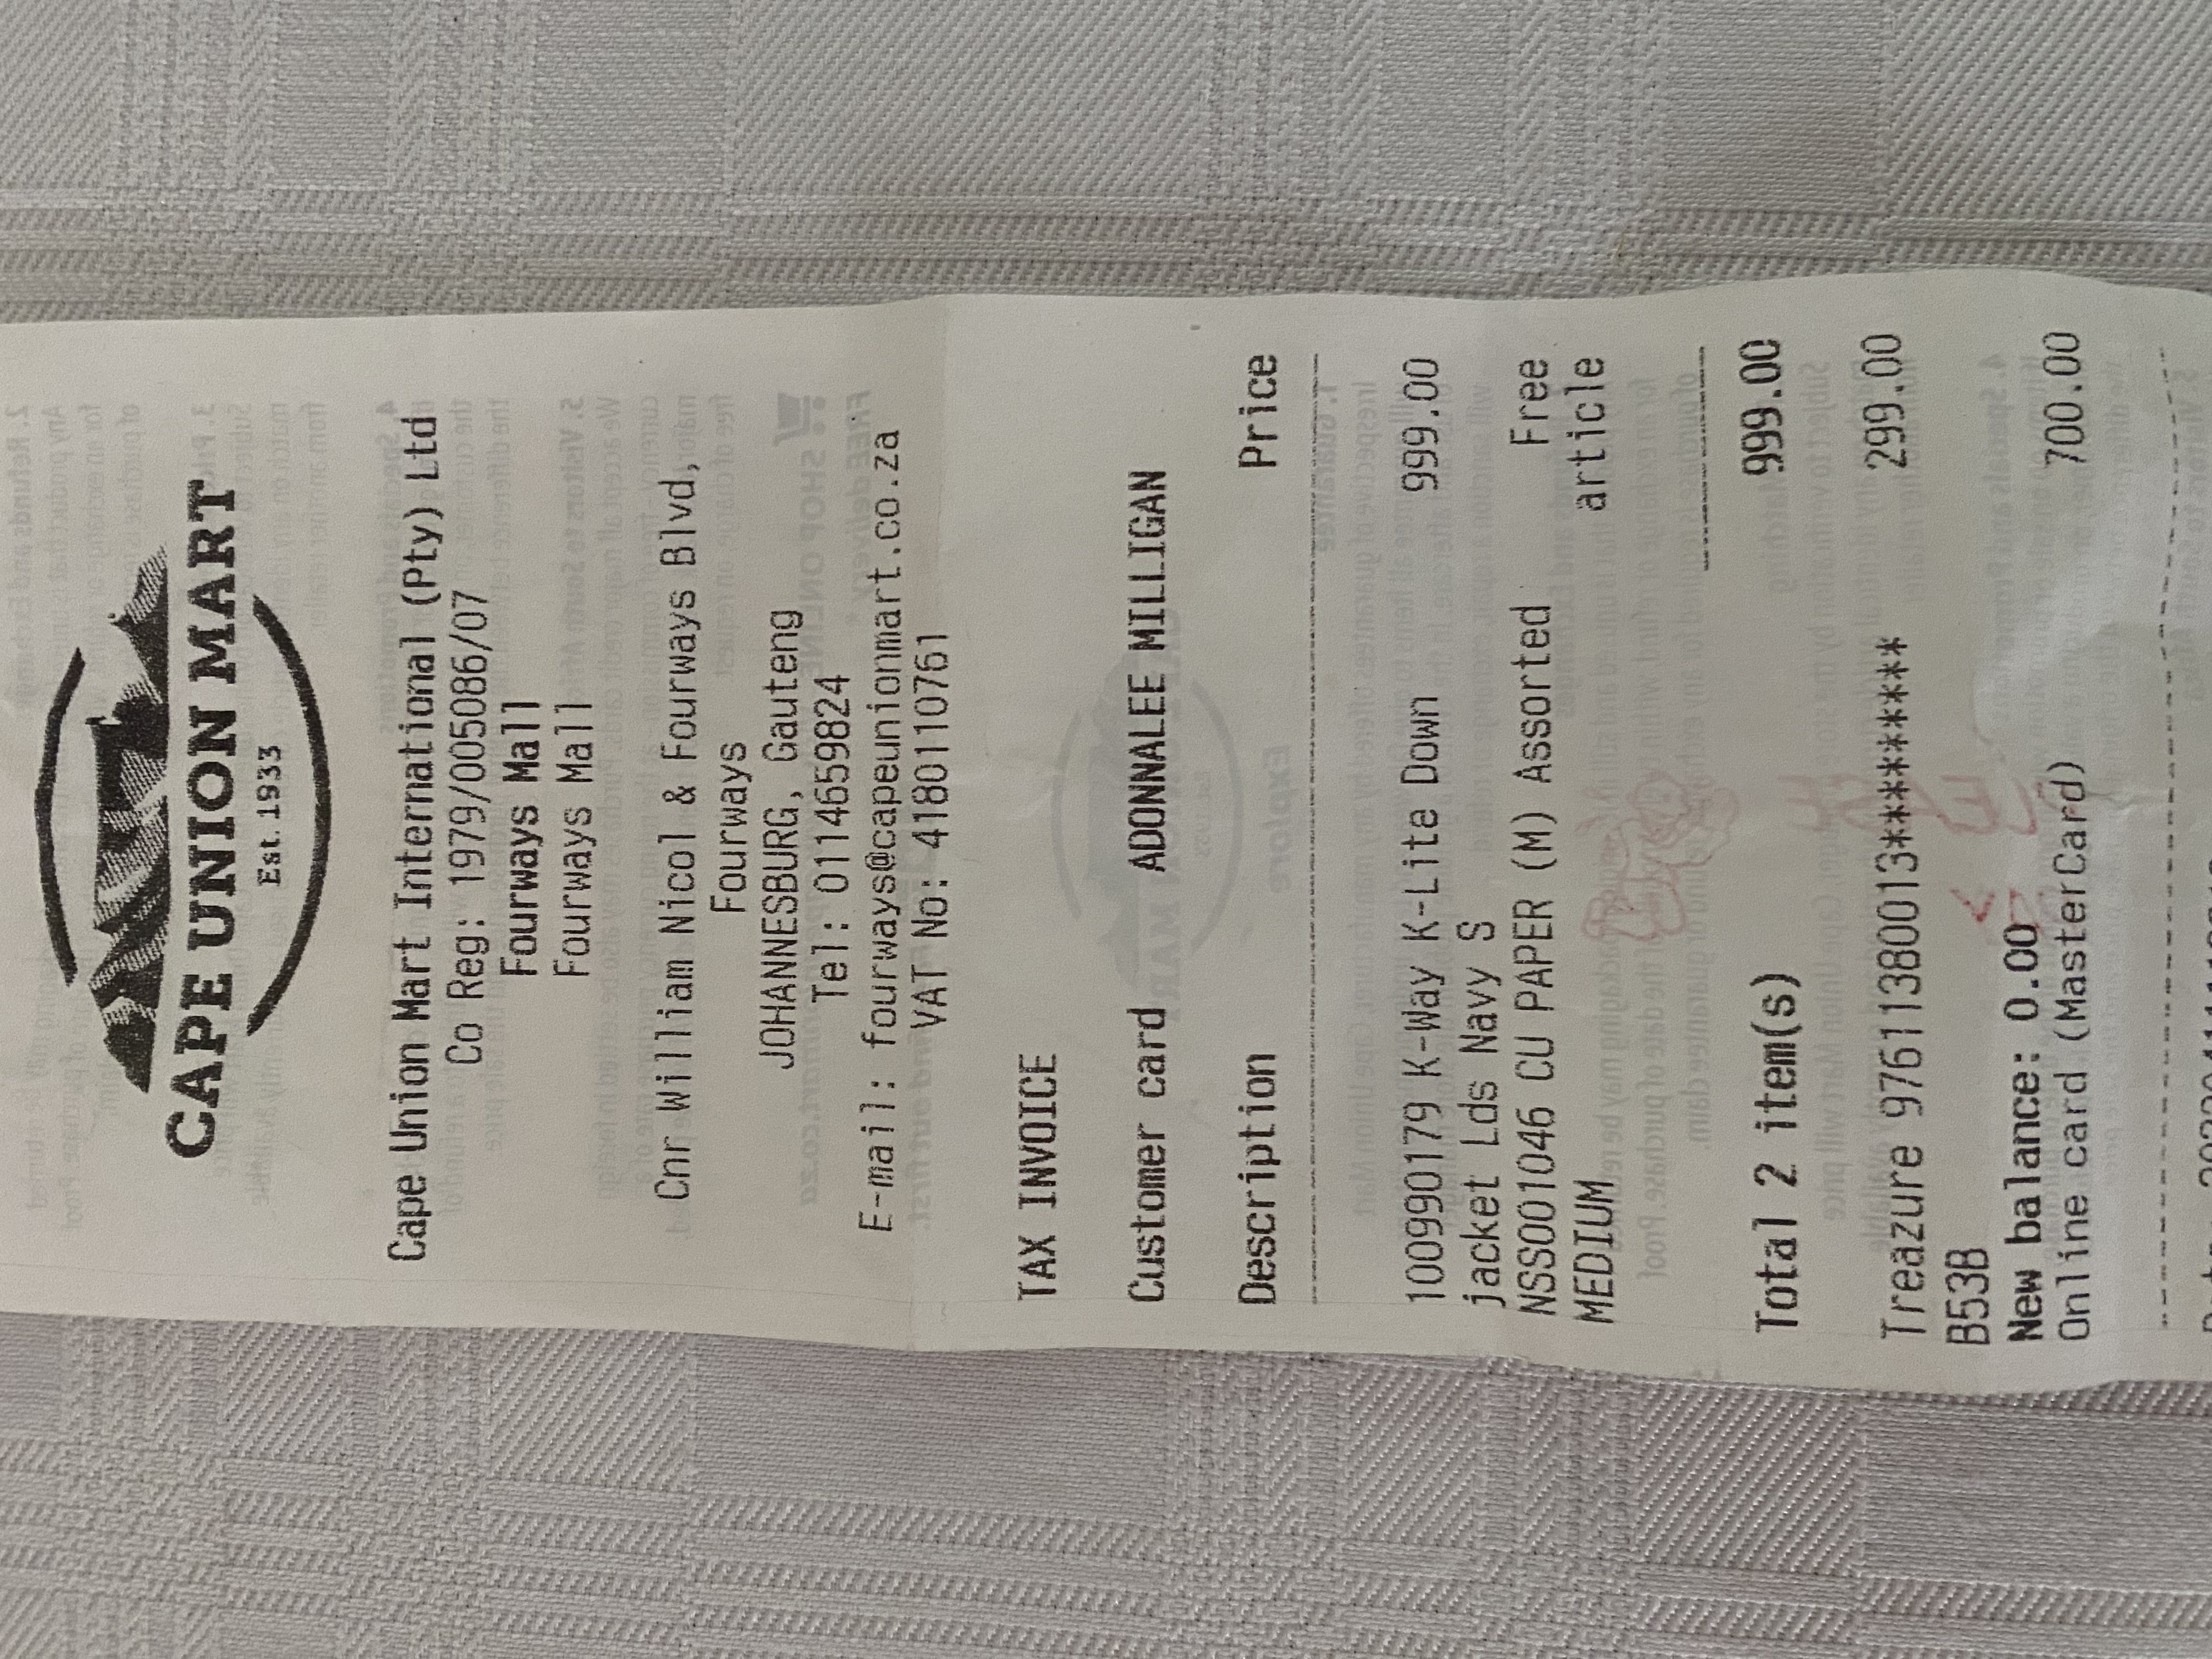 CAPE UNION MART
Est. 1933
Cape Union Mart International (Pty) Ltd
Co Reg: 1979/005086/07
Fourways Mall
Fourways Mall
Cnr William Nicol & Fourways Blvd,
Fourways
JOHANNESBURG, Gauteng
Tel: 0114659824
E-mail: fourways@capeunionmart.co.za
VAT No: 4180110761
TAX INVOICE
Customer card ADONNALEE MILLIGAN
Description Price
100990179 K-Way K-Lite Down 999.00
jacket Lds Navy S
NSS001046 CU PAPER (M) Assorted Free
MEDIUM article
Total 2 item(s) 999.00
Treazure 97611380013********* 299.00
B53B
New balance: 0.00
Online card (MasterCard) 700.00